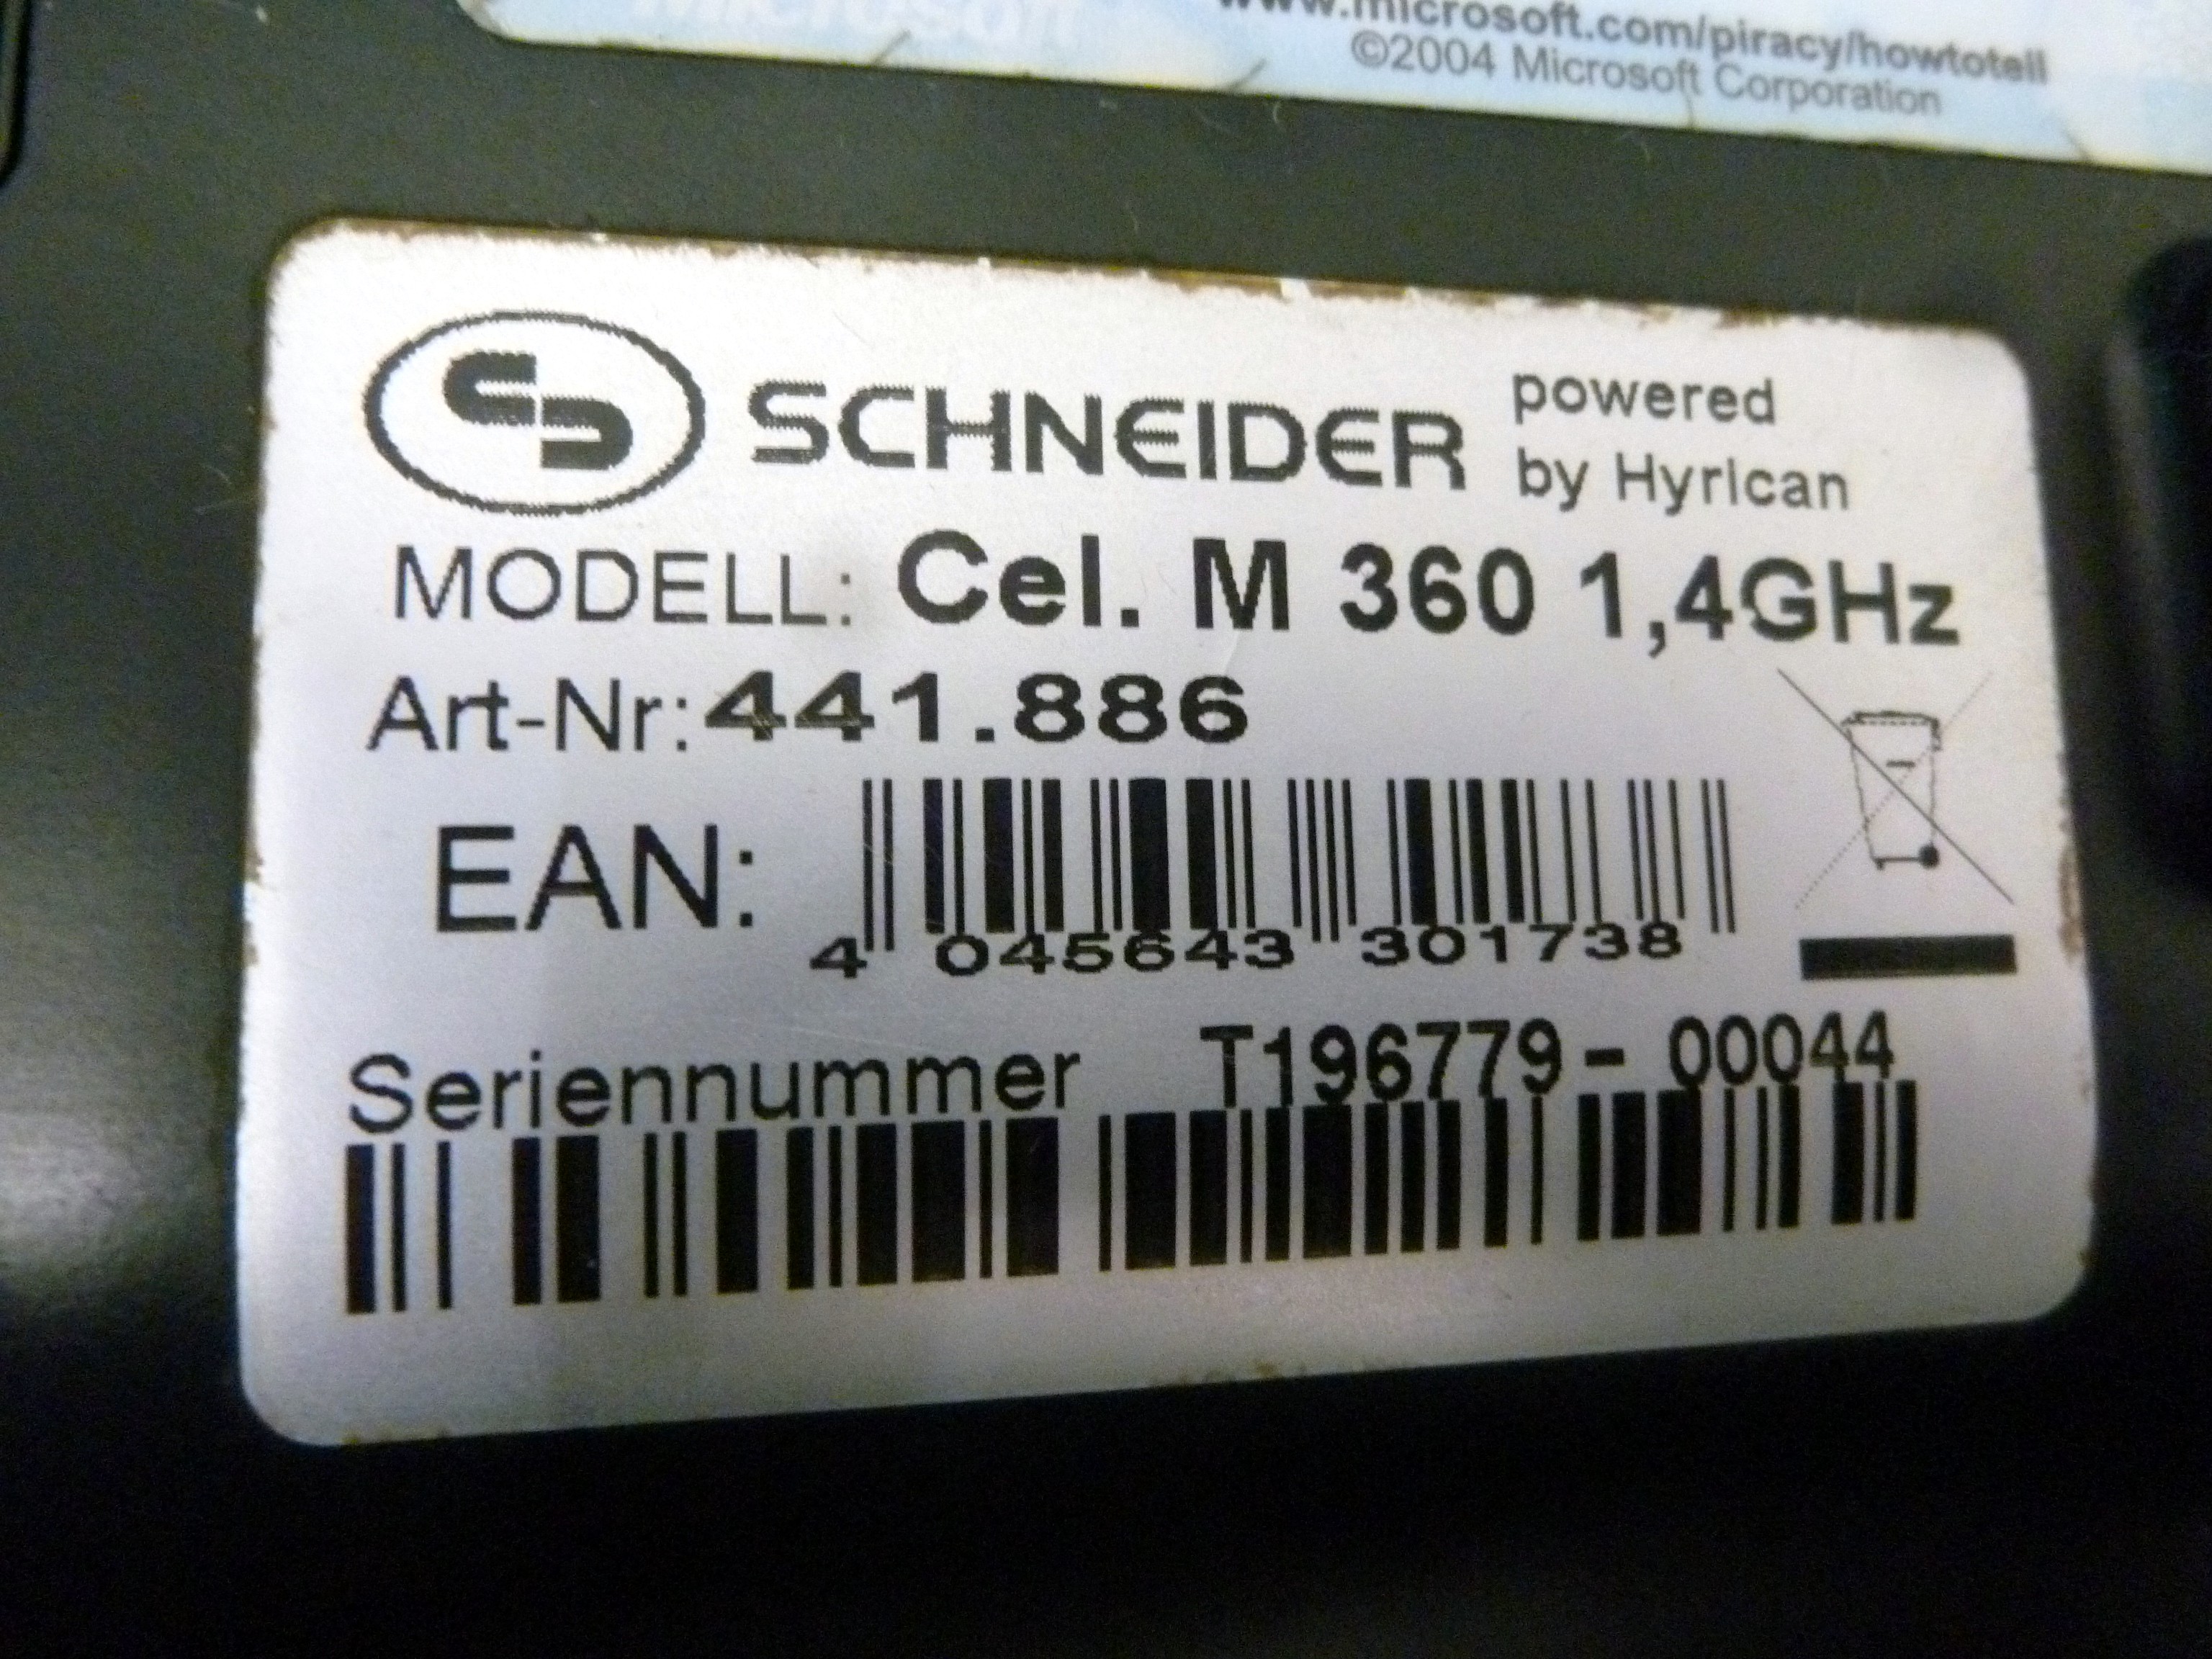 Microsoft
www.microsoft.com/piracy/howtotell
©2004 Microsoft Corporation
SCHNEIDER powered
by Hyrican
MODELL: Cel. M 360 1,4GHz
Art-Nr: 441.886
EAN:
4 045643 301738
Seriennummer T196779- 00044